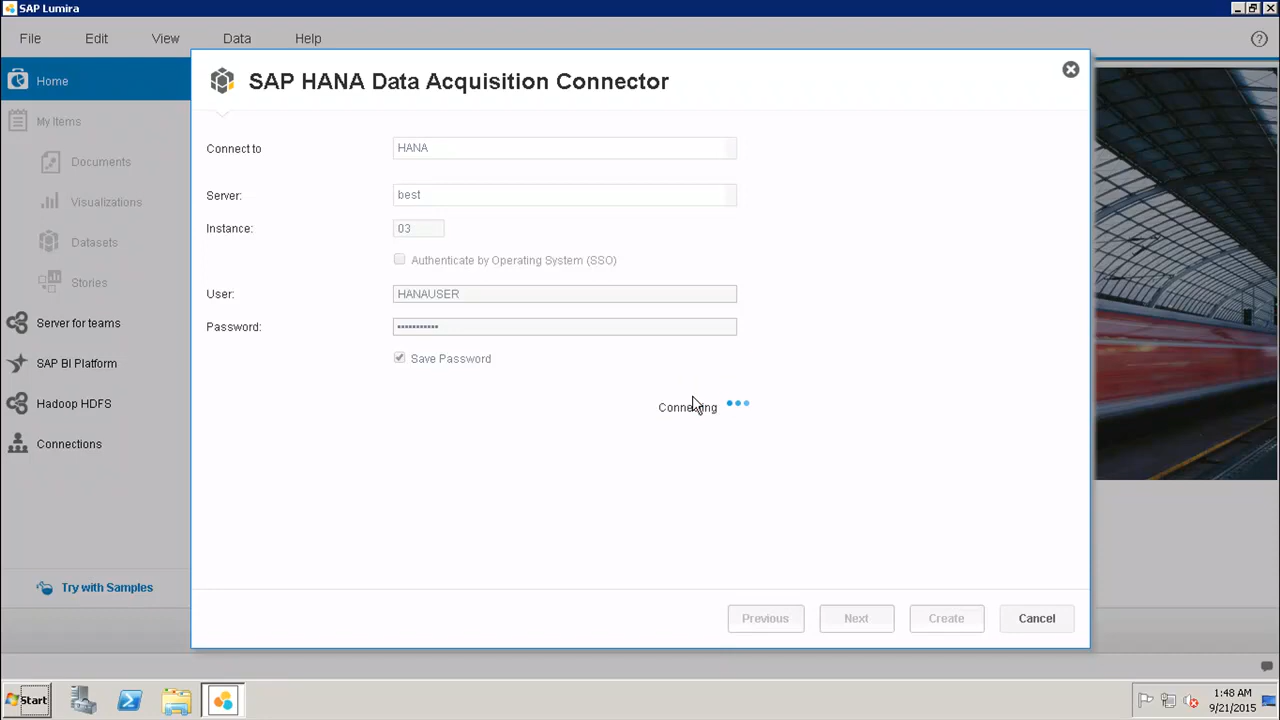 SAP Lumira
File Edit View Data Help
Home
My Items
Documents
Visualizations
Datasets
Stories
Server for teams
SAP BI Platform
Hadoop HDFS
Connections
Try with Samples
SAP HANA Data Acquisition Connector
Connect to HANA
Server: best
Instance: 03
Authenticate by Operating System (SSO)
User: HANAUSER
Password: •••••••••••
Save Password
Connecting
Previous Next Create Cancel
Start
1:48 AM
9/21/2015